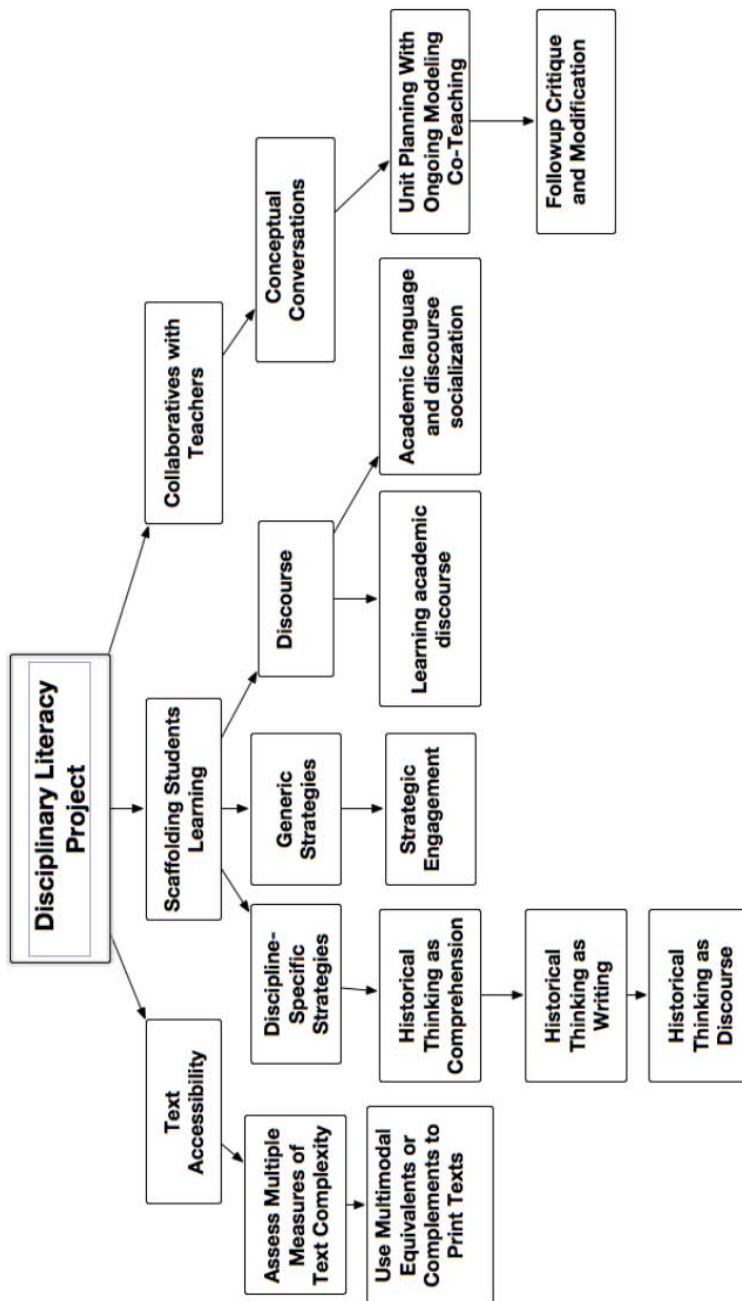 Disciplinary Literacy
Project
Text
Accessibility
Scaffolding Students
Learning
Collaboratives with
Teachers
Assess Multiple
Measures of
Text Complexity
Discipline-
Specific
Strategies
Generic
Strategies
Discourse
Conceptual
Conversations
Use Multimodal
Equivalents or
Complements to
Print Texts
Historical
Thinking as
Comprehension
Strategic
Engagement
Learning academic
discourse
Academic language
and discourse
socialization
Unit Planning With
Ongoing Modeling
Co-Teaching
Historical
Thinking as
Writing
Followup Critique
and Modification
Historical
Thinking as
Discourse